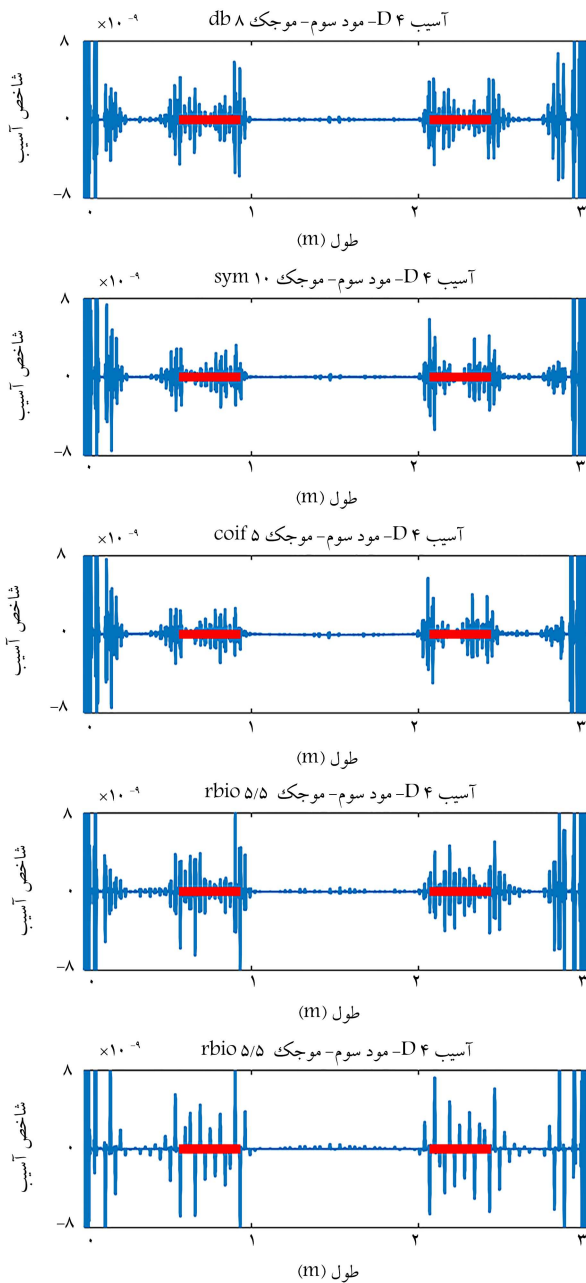 آسیب D ۴- مود سوم- موجک db ۸
×۱۰ ⁻⁹
۸
۰
-۸
شاخص آسیب
۰ ۱ ۲ ۳
طول (m)
آسیب D ۴- مود سوم- موجک sym ۱۰
×۱۰ ⁻⁹
۸
۰
-۸
شاخص آسیب
۰ ۱ ۲ ۳
طول (m)
آسیب D ۴- مود سوم- موجک coif ۵
×۱۰ ⁻⁹
۸
۰
-۸
شاخص آسیب
۰ ۱ ۲ ۳
طول (m)
آسیب D ۴- مود سوم- موجک rbio ۵/۵
×۱۰ ⁻⁹
۸
۰
-۸
شاخص آسیب
۰ ۱ ۲ ۳
طول (m)
آسیب D ۴- مود سوم- موجک rbio ۵/۵
×۱۰ ⁻⁹
۸
۰
-۸
شاخص آسیب
۰ ۱ ۲ ۳
طول (m)